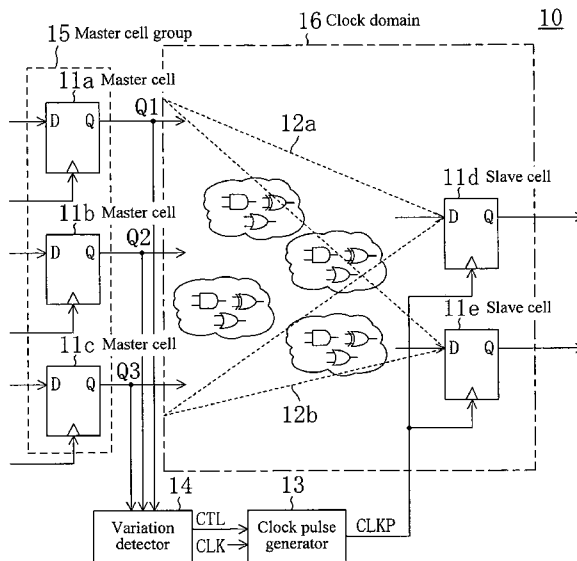 10
15 Master cell group
16 Clock domain
11a Master cell
Q1
D Q
12a
11b Master cell
Q2
D Q
11d Slave cell
D Q
11c Master cell
Q3
D Q
11e Slave cell
D Q
12b
14
13
Variation detector
CTL
CLK
Clock pulse generator
CLKP